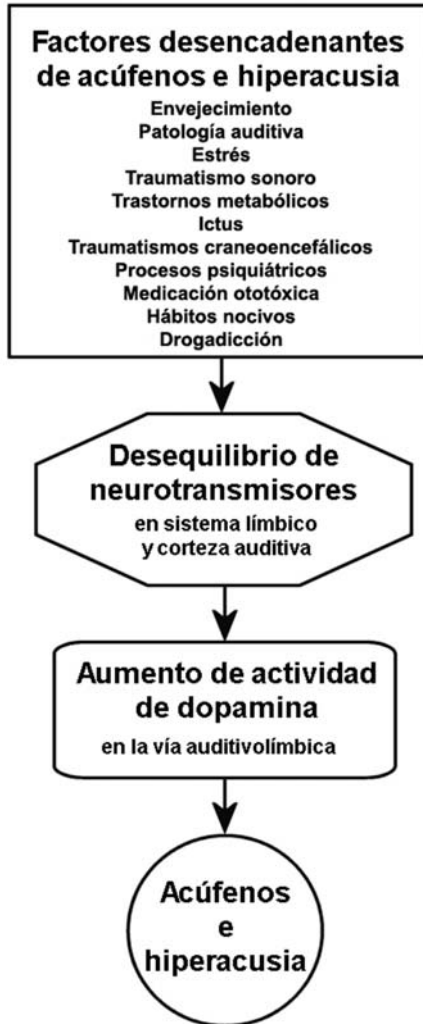 Factores desencadenantes
de acúfenos e hiperacusia
Envejecimiento
Patología auditiva
Estrés
Traumatismo sonoro
Trastornos metabólicos
Ictus
Traumatismos craneoencefálicos
Procesos psiquiátricos
Medicación ototóxica
Hábitos nocivos
Drogadicción
Desequilibrio de
neurotransmisores
en sistema límbico
y corteza auditiva
Aumento de actividad
de dopamina
en la vía auditivolímbica
Acúfenos
e
hiperacusia